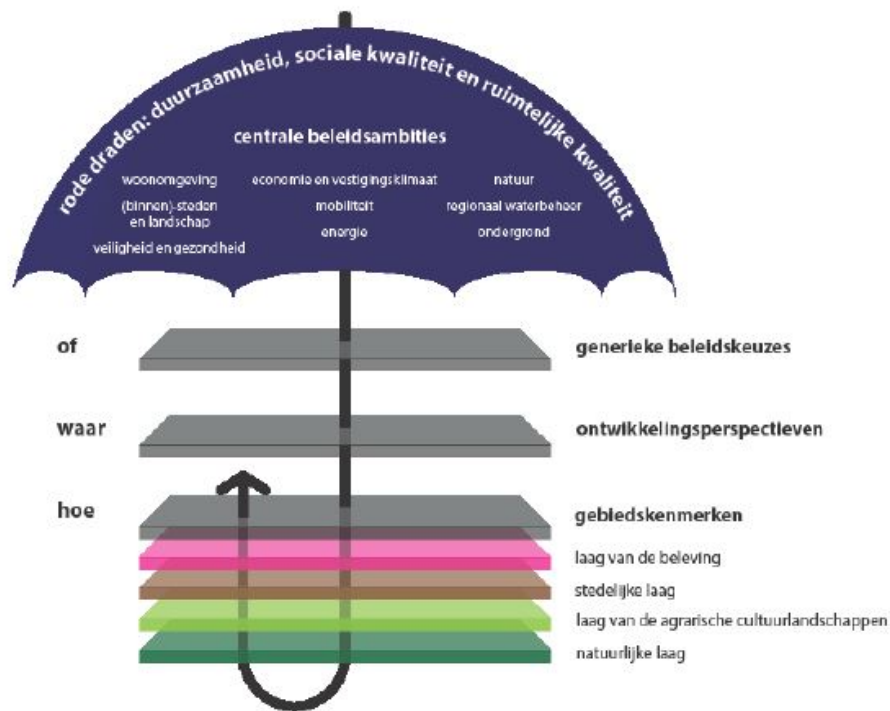 rode draden: duurzaamheid, sociale kwaliteit en ruimtelijke kwaliteit
centrale beleidsambities
woonomgeving
(binnen)-steden
en landschap
veiligheid en gezondheid
economie en vestigingsklimaat
mobiliteit
energie
natuur
regionaal waterbeheer
ondergrond
of
generieke beleidskeuzes
waar
ontwikkelingsperspectieven
hoe
gebiedskenmerken
laag van de beleving
stedelijke laag
laag van de agrarische cultuurlandschappen
natuurlijke laag